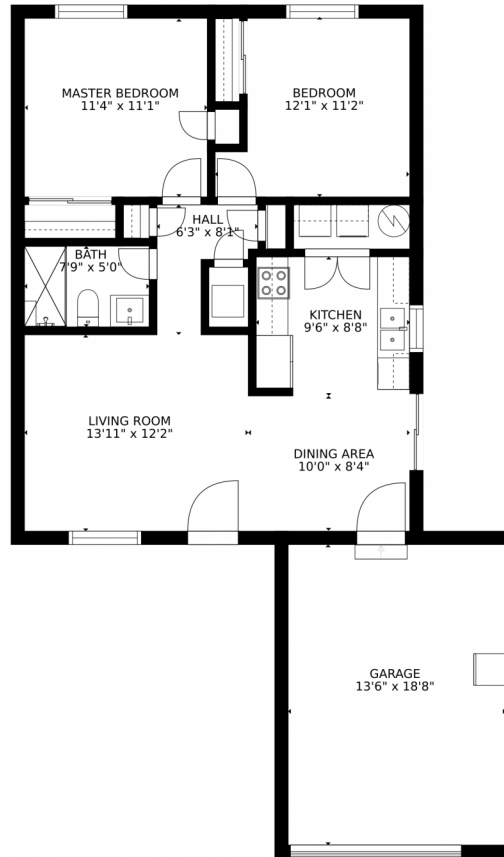 MASTER BEDROOM
11'4" x 11'1"
BEDROOM
12'1" x 11'2"
HALL
6'3" x 8'1"
BATH
7'9" x 5'0"
KITCHEN
9'6" x 8'8"
LIVING ROOM
13'11" x 12'2"
DINING AREA
10'0" x 8'4"
GARAGE
13'6" x 18'8"